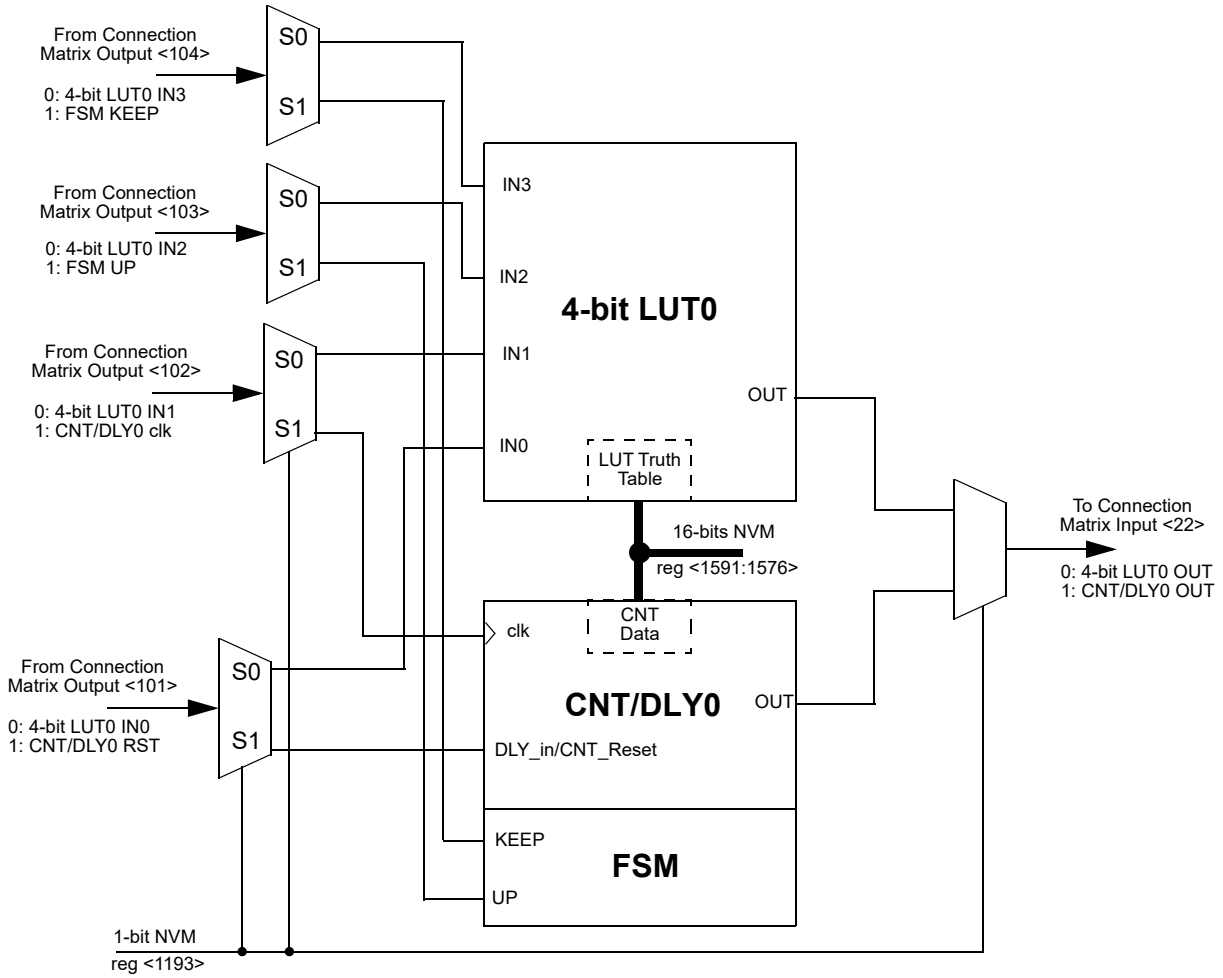 From Connection
Matrix Output <104>
0: 4-bit LUT0 IN3
1: FSM KEEP
S0
S1
From Connection
Matrix Output <103>
0: 4-bit LUT0 IN2
1: FSM UP
S0
S1
From Connection
Matrix Output <102>
0: 4-bit LUT0 IN1
1: CNT/DLY0 clk
S0
S1
From Connection
Matrix Output <101>
0: 4-bit LUT0 IN0
1: CNT/DLY0 RST
S0
S1
IN3
IN2
IN1
IN0
4-bit LUT0
OUT
LUT Truth
Table
16-bits NVM
reg <1591:1576>
CNT
Data
clk
CNT/DLY0
OUT
DLY_in/CNT_Reset
KEEP
FSM
UP
To Connection
Matrix Input <22>
0: 4-bit LUT0 OUT
1: CNT/DLY0 OUT
1-bit NVM
reg <1193>